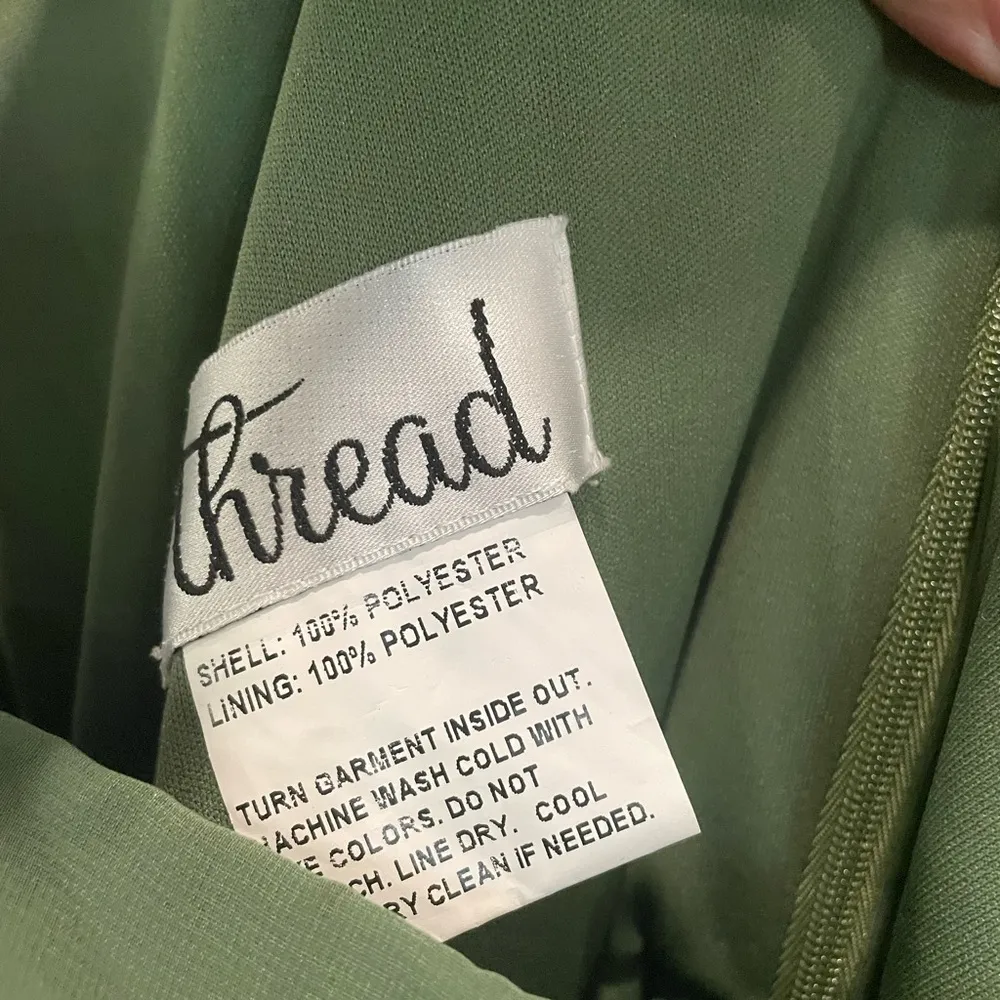 thread
SHELL: 100% POLYESTER
LINING: 100% POLYESTER
TURN GARMENT INSIDE OUT.
MACHINE WASH COLD WITH
COLORS. DO NOT
LINE DRY. COOL
CLEAN IF NEEDED.